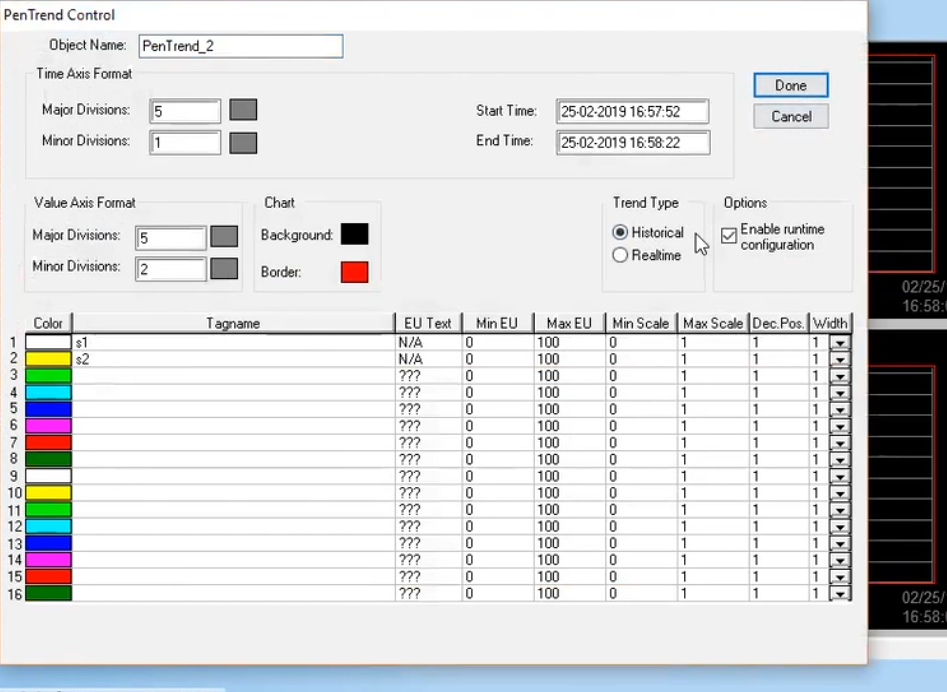 PenTrend Control
Object Name: PenTrend_2
Time Axis Format
Major Divisions: 5 Start Time: 25-02-2019 16:57:52 Done
Minor Divisions: 1 End Time: 25-02-2019 16:58:22 Cancel
Value Axis Format Chart Trend Type Options
Major Divisions: 5 Background: Historical Enable runtime configuration
Minor Divisions: 2 Border: Realtime
Color Tagname EU Text Min EU Max EU Min Scale Max Scale Dec.Pos. Width
1 s1 N/A 0 100 0 1 1 1
2 s2 N/A 0 100 0 1 1 1
3 ??? 0 100 0 1 1 1
4 ??? 0 100 0 1 1 1
5 ??? 0 100 0 1 1 1
6 ??? 0 100 0 1 1 1
7 ??? 0 100 0 1 1 1
8 ??? 0 100 0 1 1 1
9 ??? 0 100 0 1 1 1
10 ??? 0 100 0 1 1 1
11 ??? 0 100 0 1 1 1
12 ??? 0 100 0 1 1 1
13 ??? 0 100 0 1 1 1
14 ??? 0 100 0 1 1 1
15 ??? 0 100 0 1 1 1
16 ??? 0 100 0 1 1 1
02/25/
16:58:
02/25/
16:58: